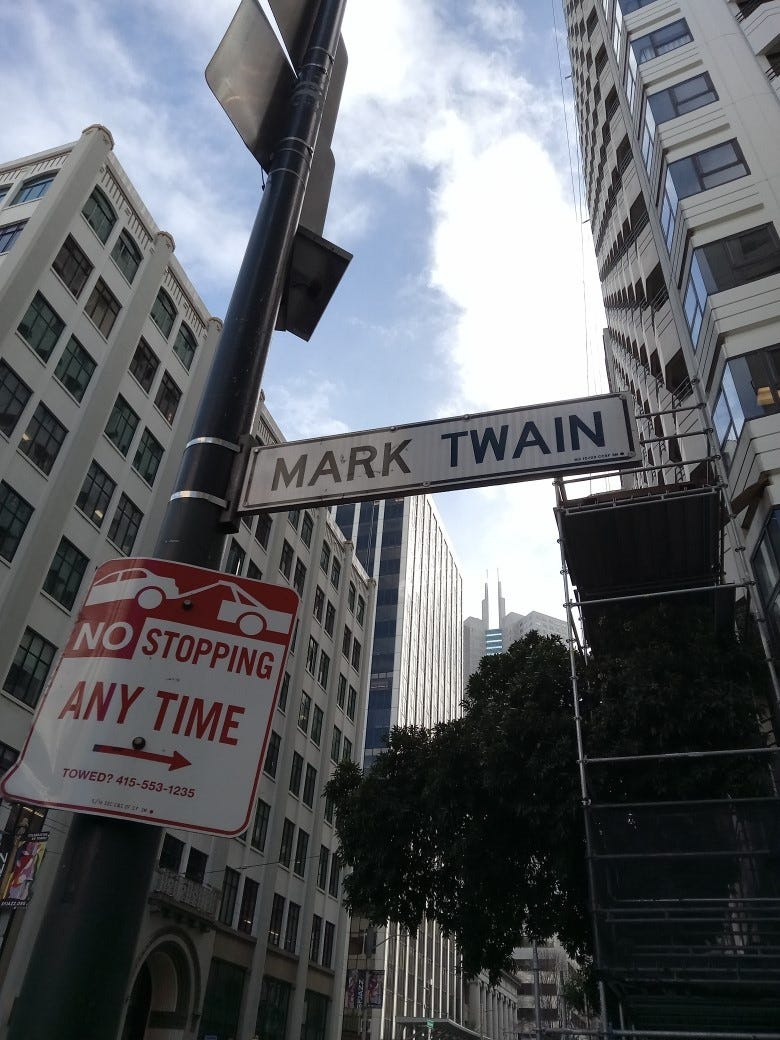 MARK TWAIN
NO STOPPING
ANY TIME
TOWED? 415-553-1235